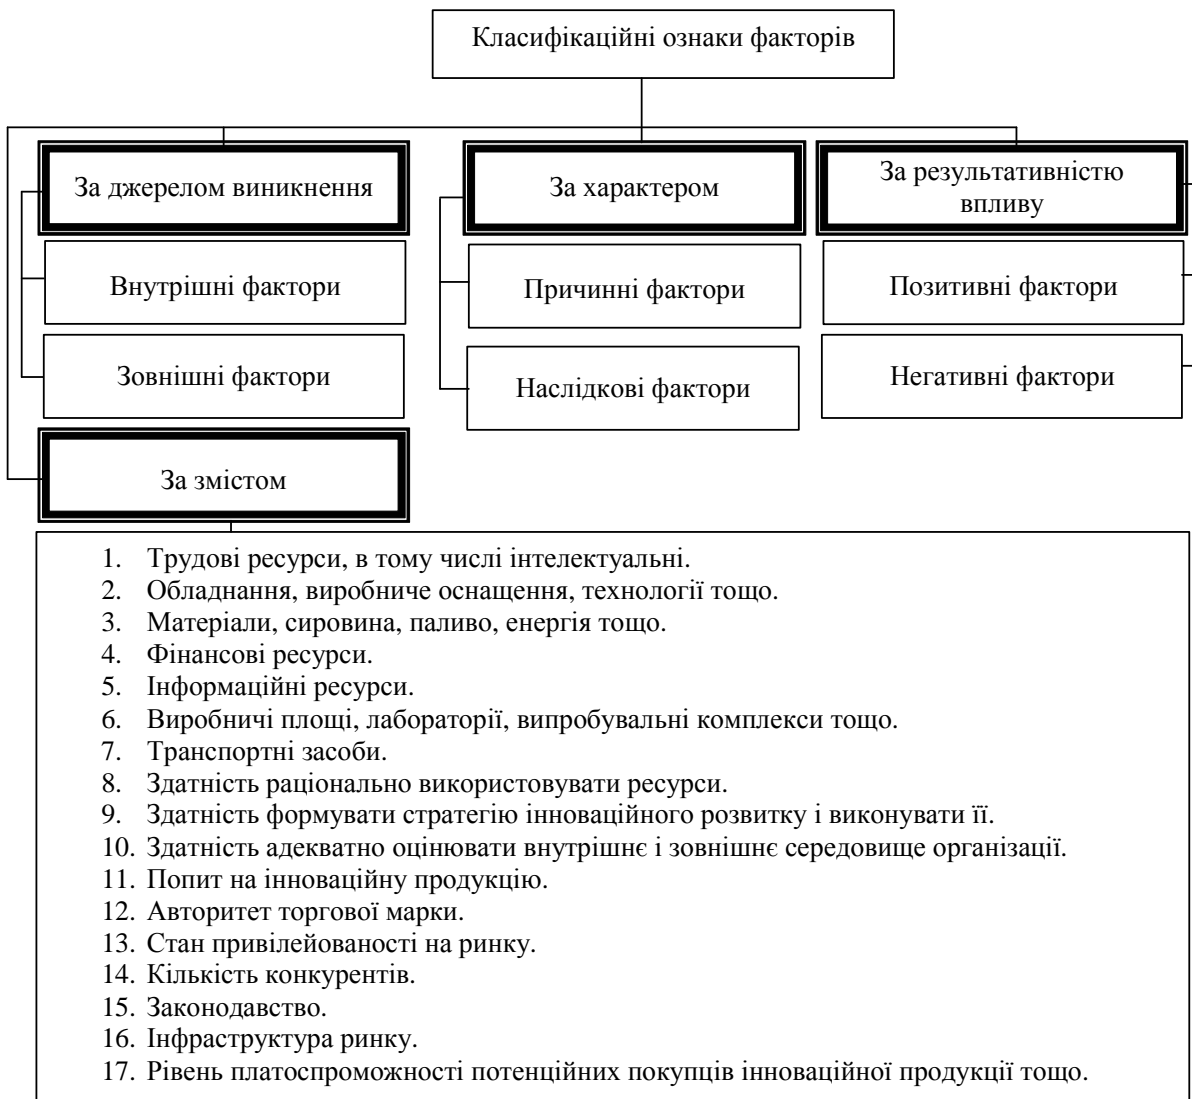 Класифікаційні ознаки факторів
За джерелом виникнення
За характером
За результативністю
впливу
Внутрішні фактори
Причинні фактори
Позитивні фактори
Зовнішні фактори
Наслідкові фактори
Негативні фактори
За змістом
1. Трудові ресурси, в тому числі інтелектуальні.
2. Обладнання, виробниче оснащення, технології тощо.
3. Матеріали, сировина, паливо, енергія тощо.
4. Фінансові ресурси.
5. Інформаційні ресурси.
6. Виробничі площі, лабораторії, випробувальні комплекси тощо.
7. Транспортні засоби.
8. Здатність раціонально використовувати ресурси.
9. Здатність формувати стратегію інноваційного розвитку і виконувати її.
10. Здатність адекватно оцінювати внутрішнє і зовнішнє середовище організації.
11. Попит на інноваційну продукцію.
12. Авторитет торгової марки.
13. Стан привілейованості на ринку.
14. Кількість конкурентів.
15. Законодавство.
16. Інфраструктура ринку.
17. Рівень платоспроможності потенційних покупців інноваційної продукції тощо.